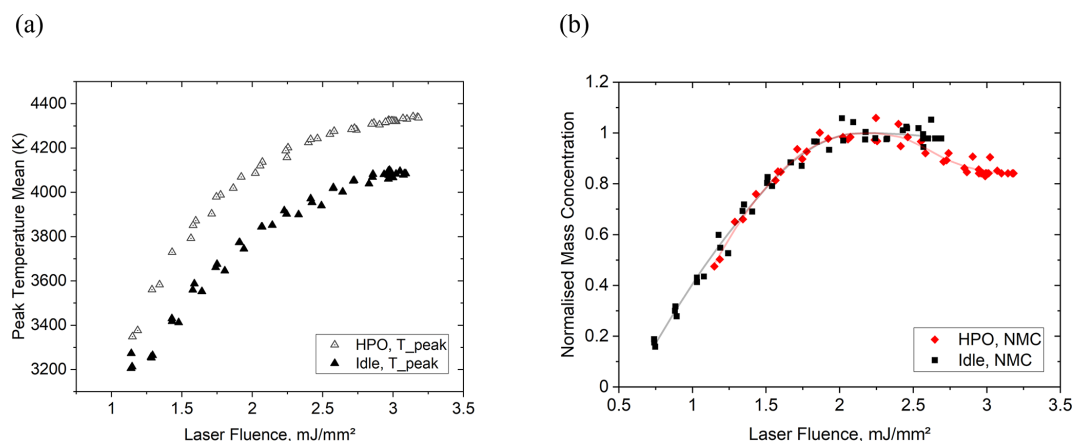 (a)
(b)
Peak Temperature Mean (K)
4400
4200
4000
3800
3600
3400
3200
1
1.5
2
2.5
3
3.5
Laser Fluence, mJ/mm²
HPO, T_peak
Idle, T_peak
Normalised Mass Concentration
1.2
1
0.8
0.6
0.4
0.2
0
0.5
1
1.5
2
2.5
3
3.5
Laser Fluence, mJ/mm²
HPO, NMC
Idle, NMC